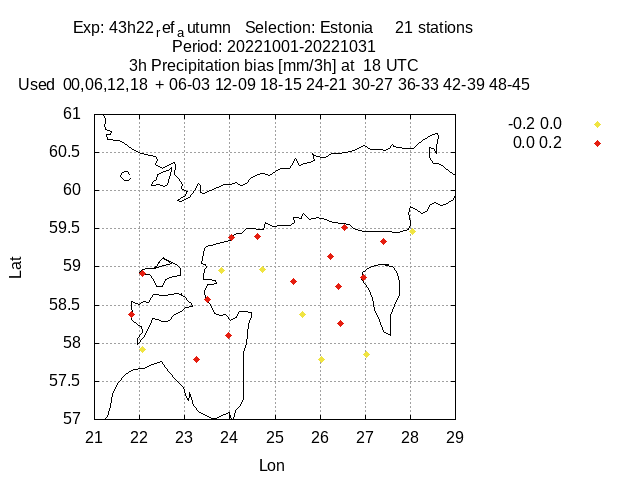 Exp: 43h22ref autumn   Selection: Estonia     21 stations
Period: 20221001-20221031
3h Precipitation bias [mm/3h] at  18 UTC
Used  00,06,12,18  + 06-03 12-09 18-15 24-21 30-27 36-33 42-39 48-45
-0.2 0.0
0.0 0.2
61
60.5
60
59.5
59
58.5
58
57.5
57
Lat
21 22 23 24 25 26 27 28 29
Lon